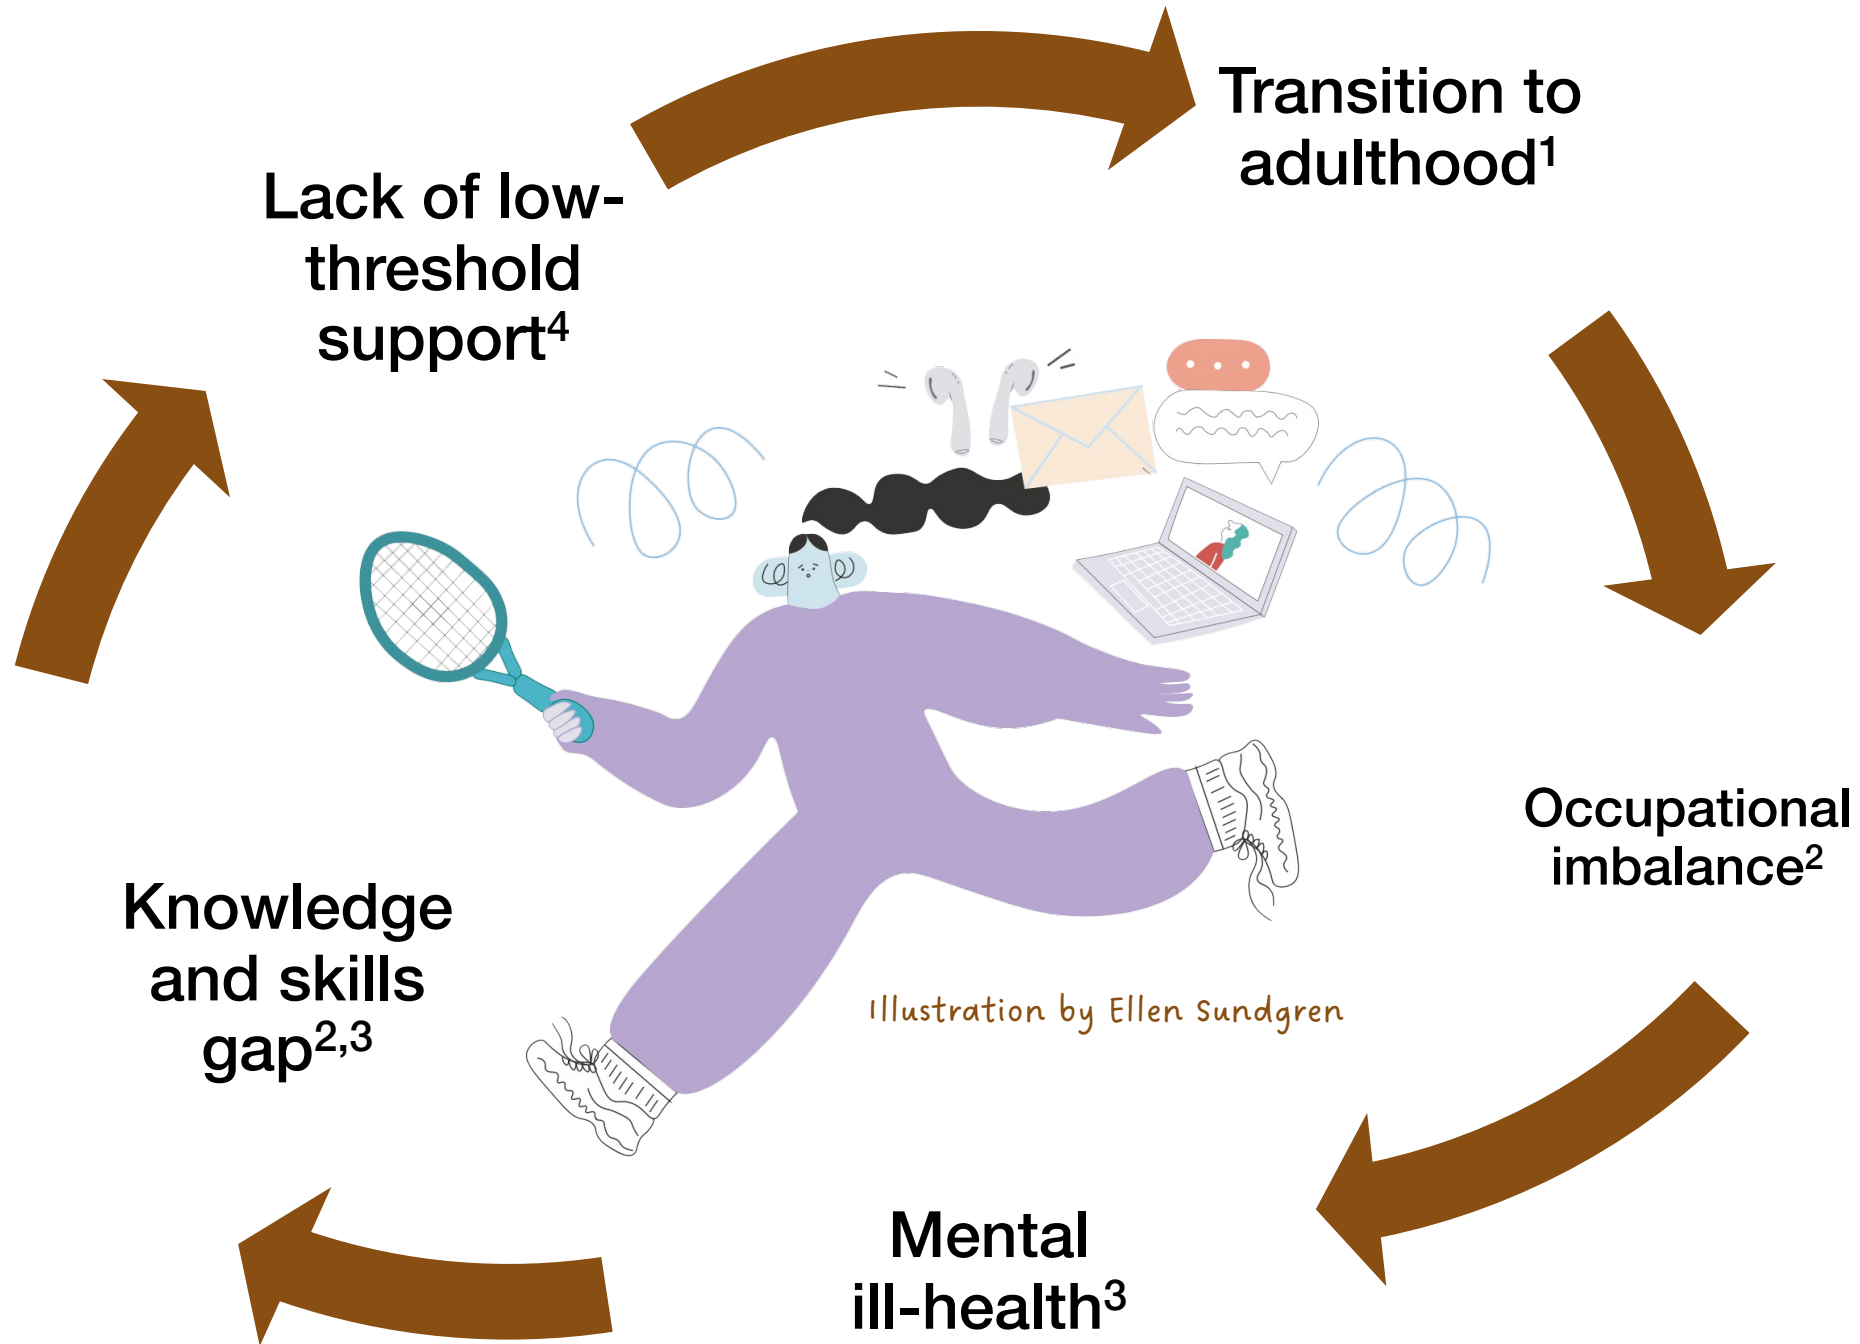 Transition to
adulthood¹
Lack of low-
threshold
support⁴
Occupational
imbalance²
Knowledge
and skills
gap²,³
Illustration by Ellen Sundgren
Mental
ill-health³